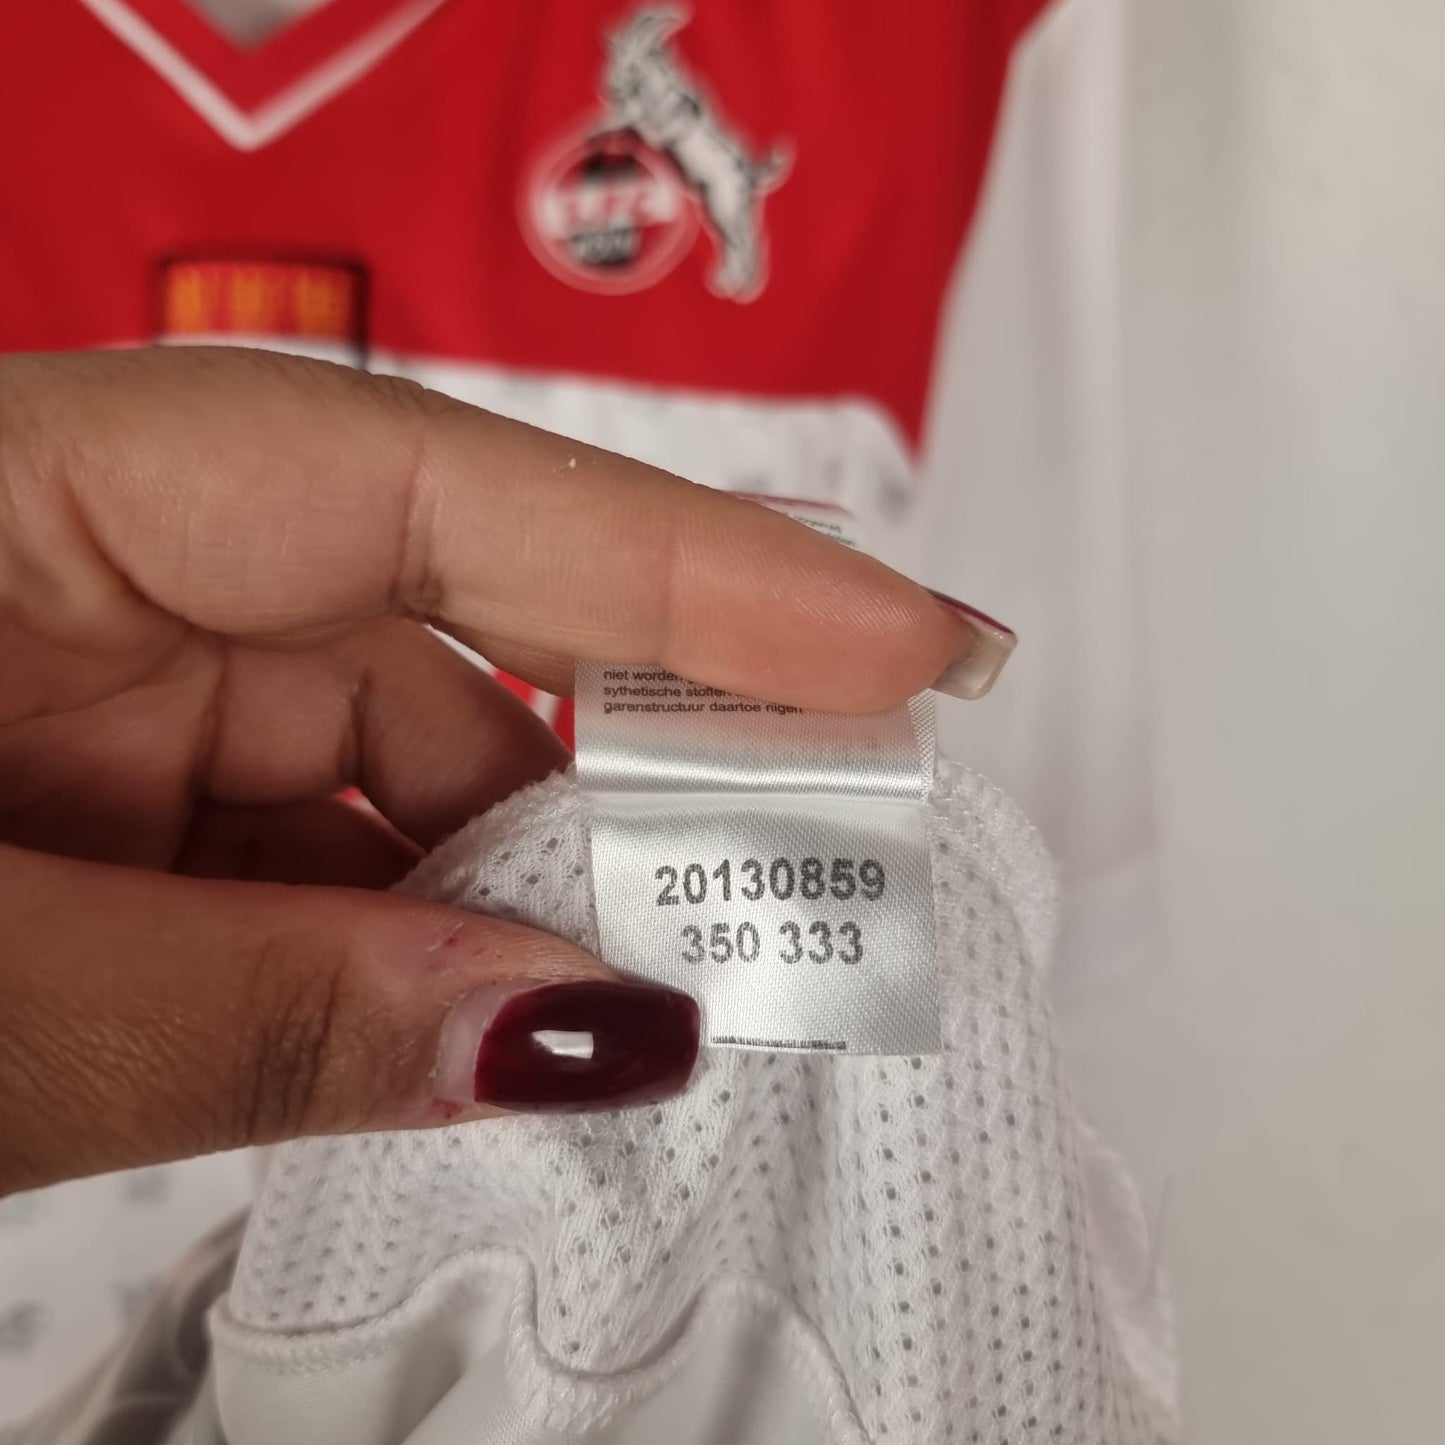 niet worden
sythetische stoffen
garenstructuur daartoe nigen
20130859
350 333